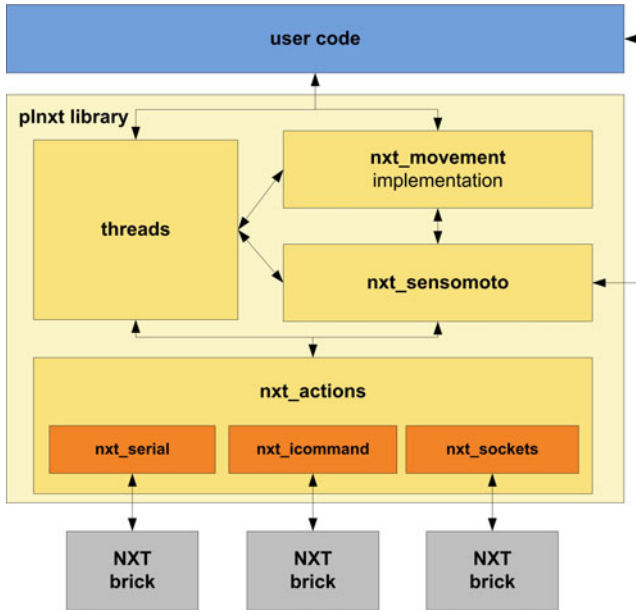 user code
plnxt library
nxt_movement
implementation
threads
nxt_sensomoto
nxt_actions
nxt_serial
nxt_icommand
nxt_sockets
NXT
brick
NXT
brick
NXT
brick